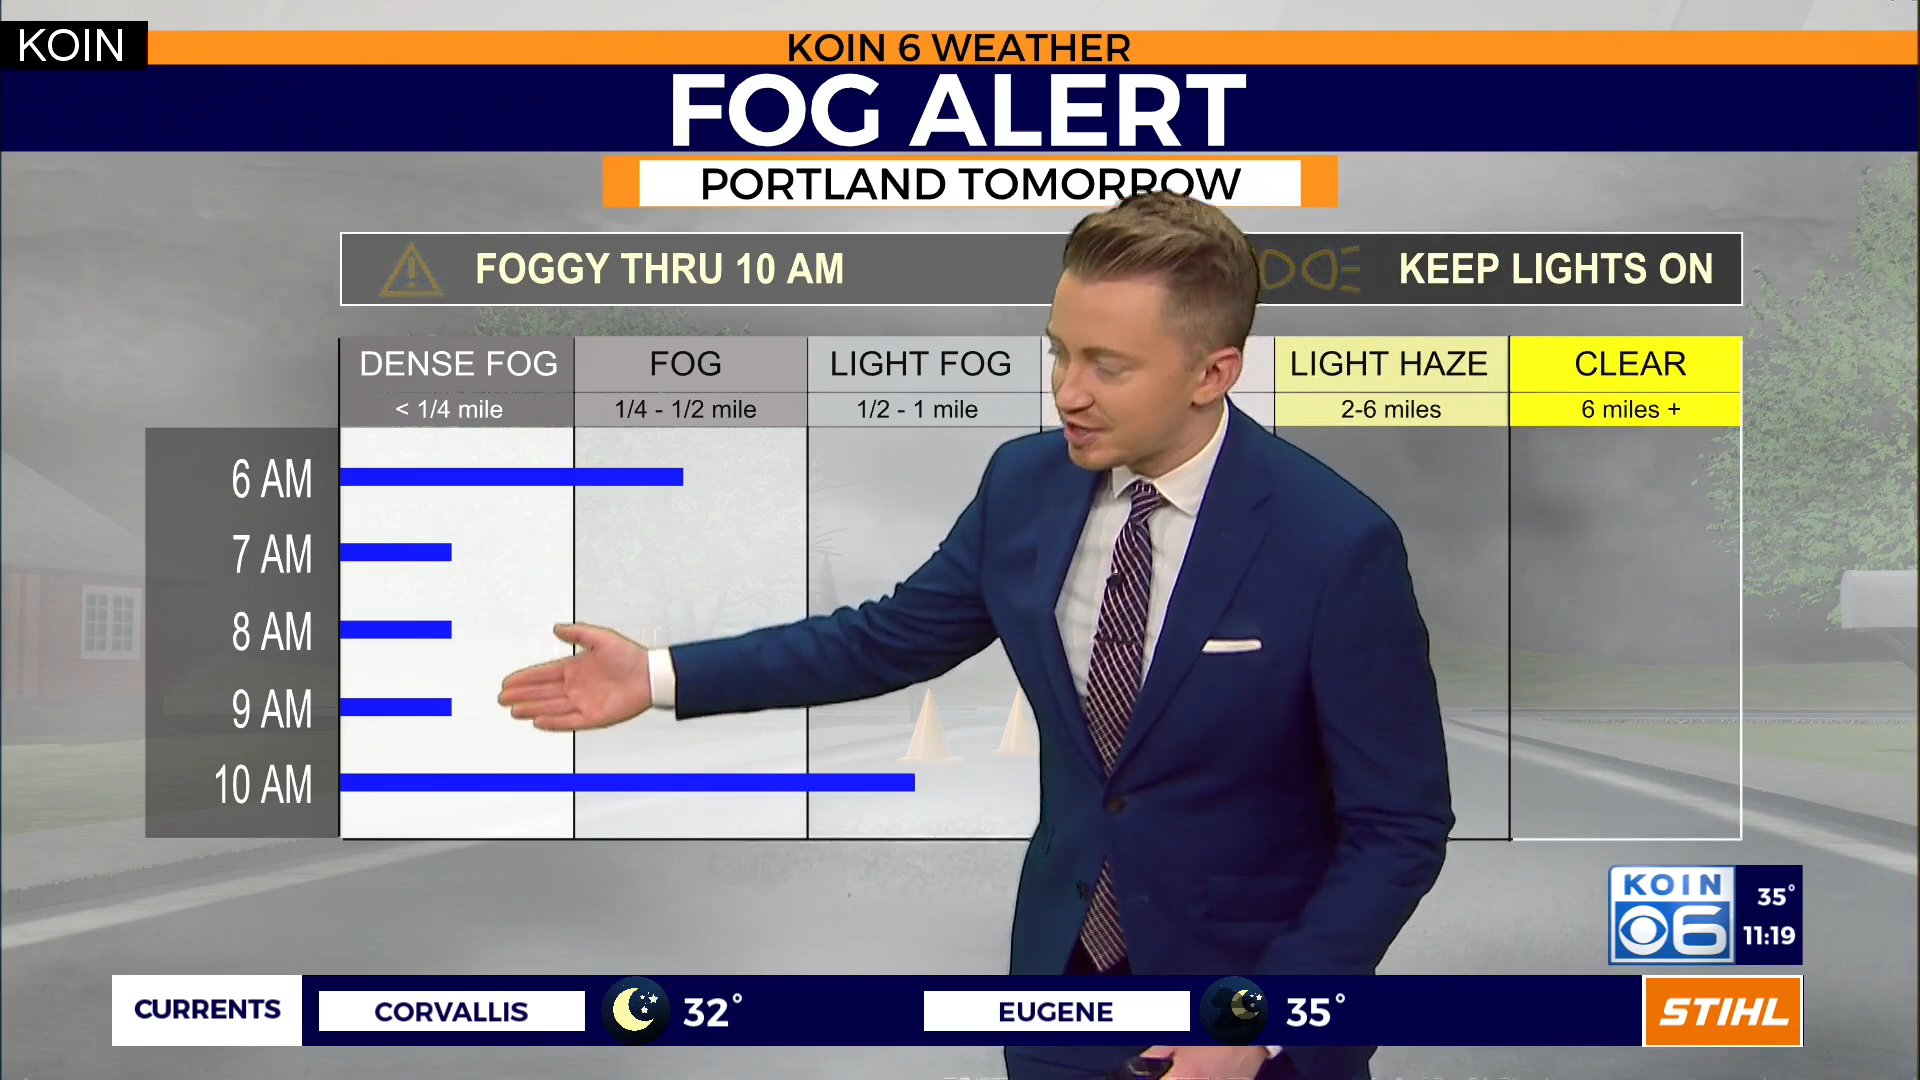 KOIN
KOIN 6 WEATHER
FOG ALERT
PORTLAND TOMORROW
FOGGY THRU 10 AM
KEEP LIGHTS ON
DENSE FOG
FOG
LIGHT FOG
LIGHT HAZE
CLEAR
< 1/4 mile
1/4 - 1/2 mile
1/2 - 1 mile
2-6 miles
6 miles +
6 AM
7 AM
8 AM
9 AM
10 AM
KOIN
6
35°
11:19
CURRENTS
CORVALLIS
32°
EUGENE
35°
STIHL